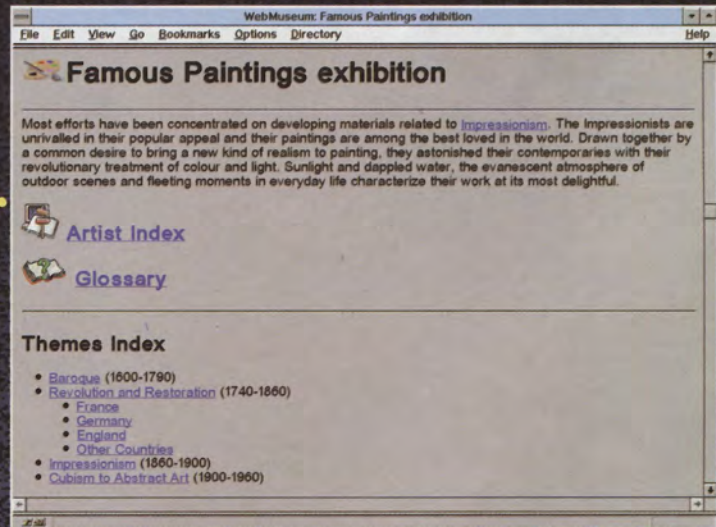 WebMuseum: Famous Paintings exhibition
File Edit View Go Bookmarks Options Directory Help
Famous Paintings exhibition
Most efforts have been concentrated on developing materials related to Impressionism. The Impressionists are
unrivalled in their popular appeal and their paintings are among the best loved in the world. Drawn together by
a common desire to bring a new kind of realism to painting, they astonished their contemporaries with their
revolutionary treatment of colour and light. Sunlight and dappled water, the evanescent atmosphere of
outdoor scenes and fleeting moments in everyday life characterize their work at its most delightful.
Artist Index
Glossary
Themes Index
• Baroque (1600-1790)
• Revolution and Restoration (1740-1860)
• France
• Germany
• England
• Other Countries
• Impressionism (1860-1900)
• Cubism to Abstract Art (1900-1960)